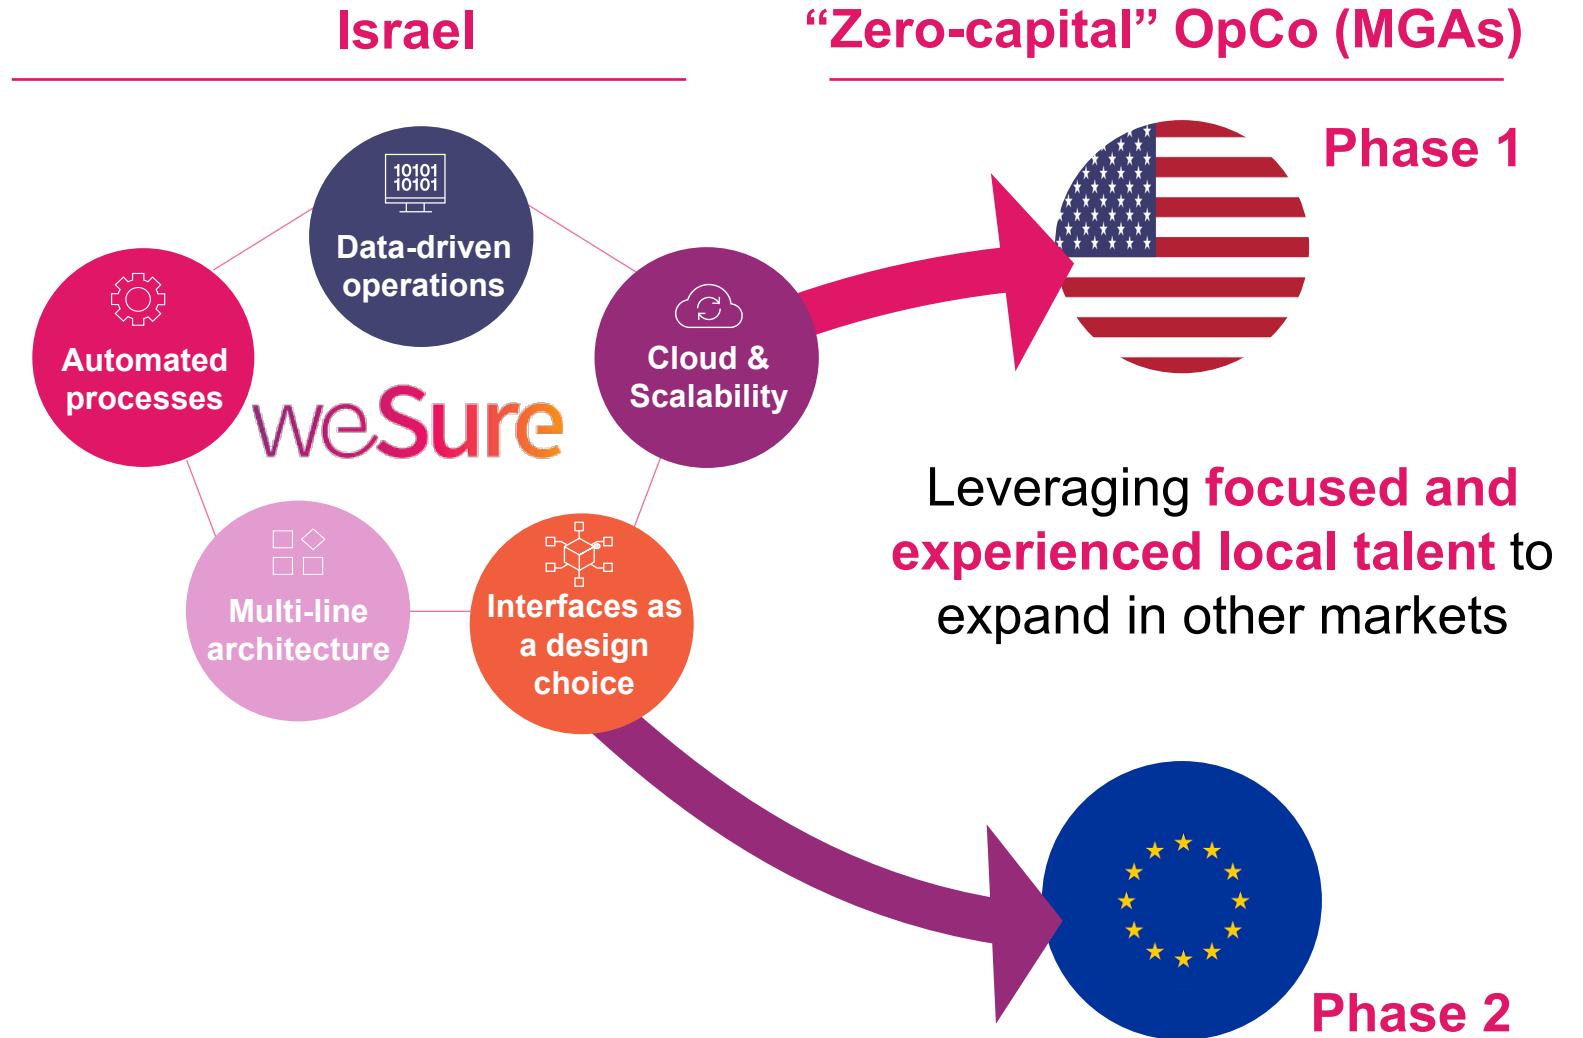 Israel
“Zero-capital” OpCo (MGAs)
Phase 1
10101
10101
Data-driven
operations
Automated
processes
Cloud &
Scalability
weSure
Multi-line
architecture
Interfaces as
a design
choice
Leveraging focused and
experienced local talent to
expand in other markets
Phase 2